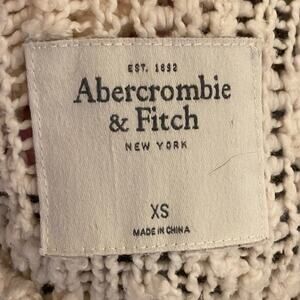 EST. 1892
Abercrombie
& Fitch
NEW YORK
XS
MADE IN CHINA